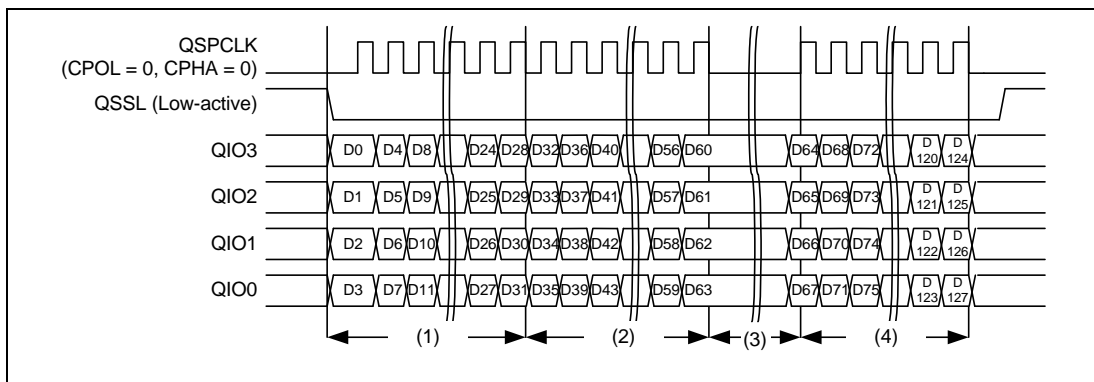 QSPCLK
(CPOL = 0, CPHA = 0)
QSSL (Low-active)
QIO3 D0 D4 D8 D24 D28 D32 D36 D40 D56 D60 D64 D68 D72 D 120 D 124
QIO2 D1 D5 D9 D25 D29 D33 D37 D41 D57 D61 D65 D69 D73 D 121 D 125
QIO1 D2 D6 D10 D26 D30 D34 D38 D42 D58 D62 D66 D70 D74 D 122 D 126
QIO0 D3 D7 D11 D27 D31 D35 D39 D43 D59 D63 D67 D71 D75 D 123 D 127
(1) (2) (3) (4)